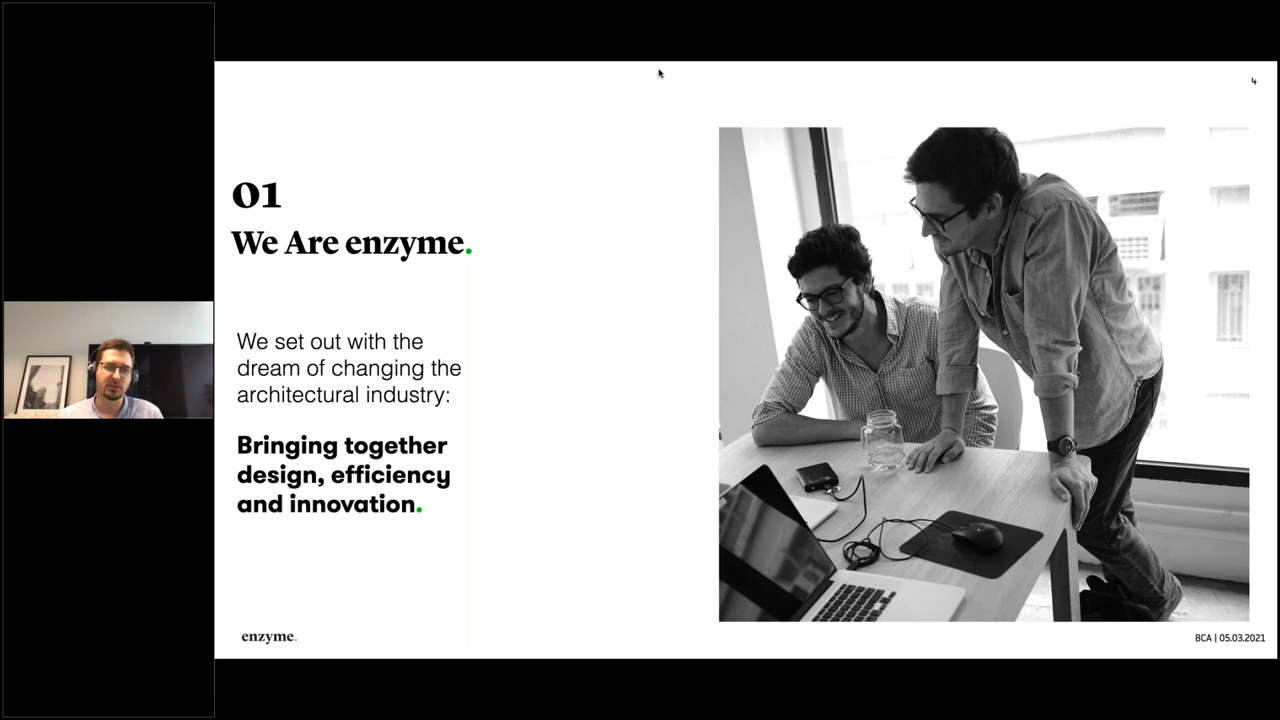 4
01
We Are enzyme.
We set out with the
dream of changing the
architectural industry:
Bringing together
design, efficiency
and innovation.
enzyme.
BCA | 05.03.2021